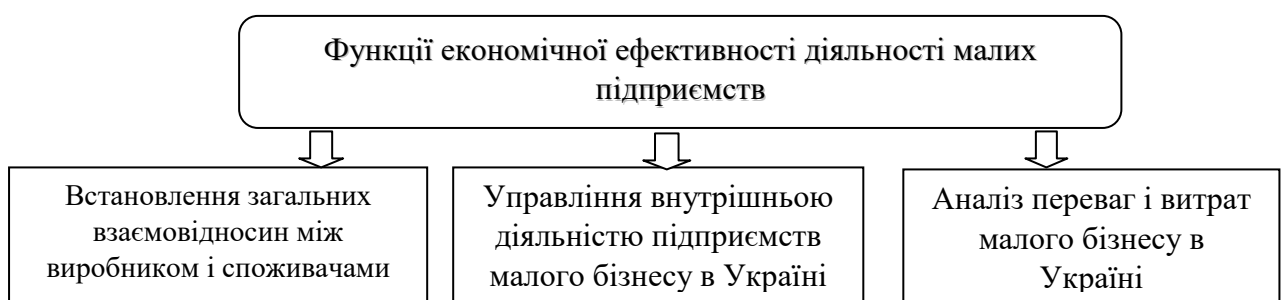 Функції економічної ефективності діяльності малих
підприємств
Встановлення загальних
взаємовідносин між
виробником і споживачами
Управління внутрішньою
діяльністю підприємств
малого бізнесу в Україні
Аналіз переваг і витрат
малого бізнесу в
Україні